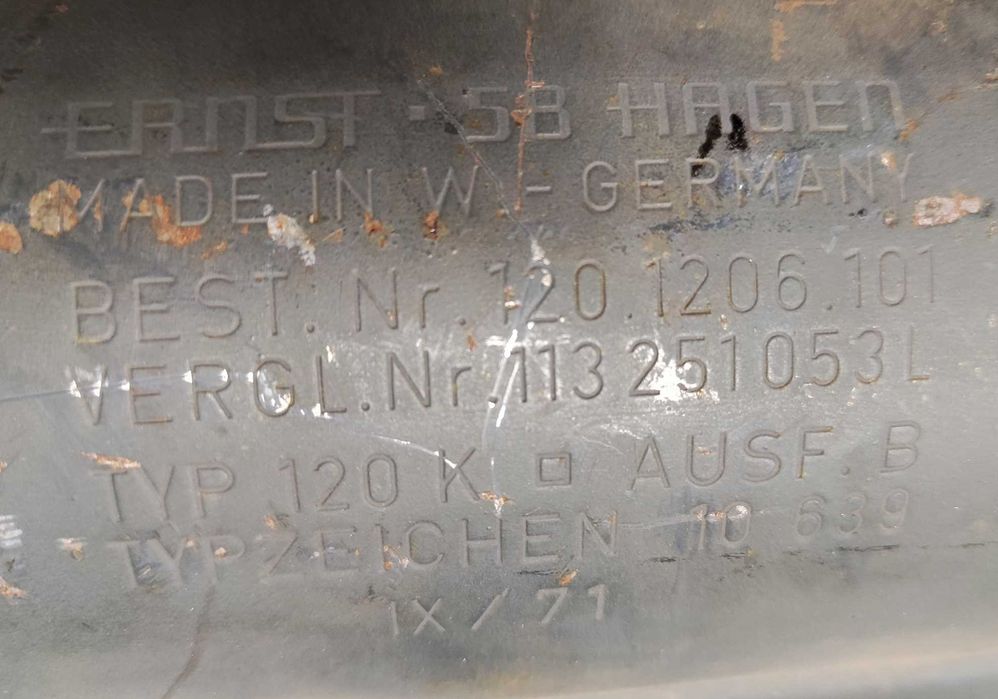 ERNST · 58 HAGEN
MADE IN W - GERMANY
BEST. Nr. 120.1206.101
VERGL. Nr. 113 251 053 L
TYP 120 K □ AUSF. B
TYPZEICHEN 10 639
IX / 71